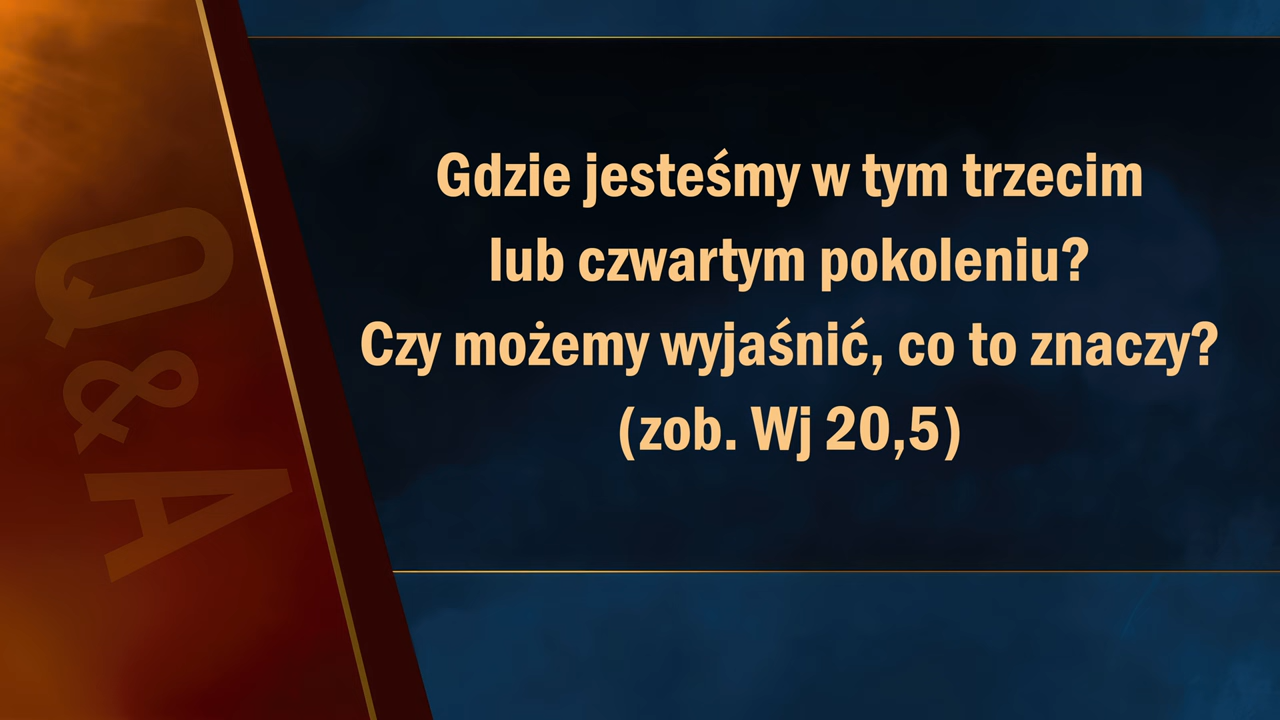 Gdzie jesteśmy w tym trzecim
lub czwartym pokoleniu?
Czy możemy wyjaśnić, co to znaczy?
(zob. Wj 20,5)
Q & A